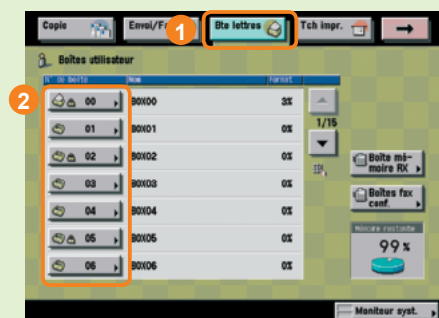 Copie
Envoi/F
1
Bte lettres
Tch impr.
Boîtes utilisateur
N° de boîte Nom Format
2
00 BOX00 3%
01 BOX01 0%
1/15
02 BOX02 0%
03 BOX03 0%
04 BOX04 0%
05 BOX05 0%
06 BOX06 0%
Boîte mé-
moire RX
Boîtes fax
conf.
Mémoire restante
99 %
Moniteur syst.